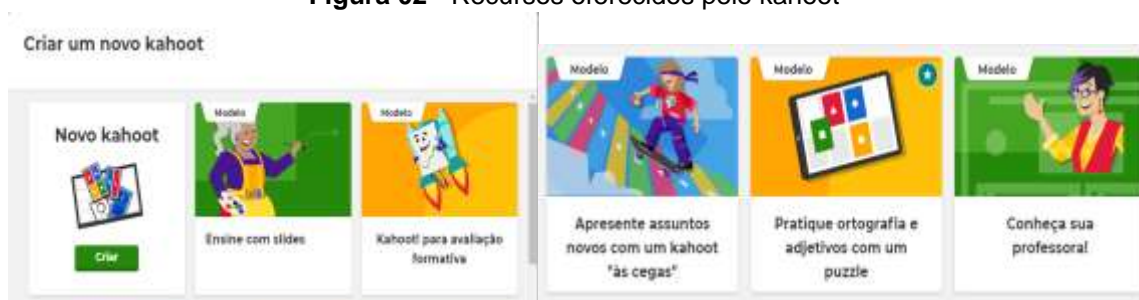 Figura 02 - Recursos oferecidos pelo kahoot
Criar um novo kahoot
Novo kahoot
Criar
Modelo
Ensine com slides
Modelo
Kahoot! para avaliação
formativa
Modelo
Apresente assuntos
novos com um kahoot
"às cegas"
Modelo
Pratique ortografia e
adjetivos com um
puzzle
Modelo
Conheça sua
professora!